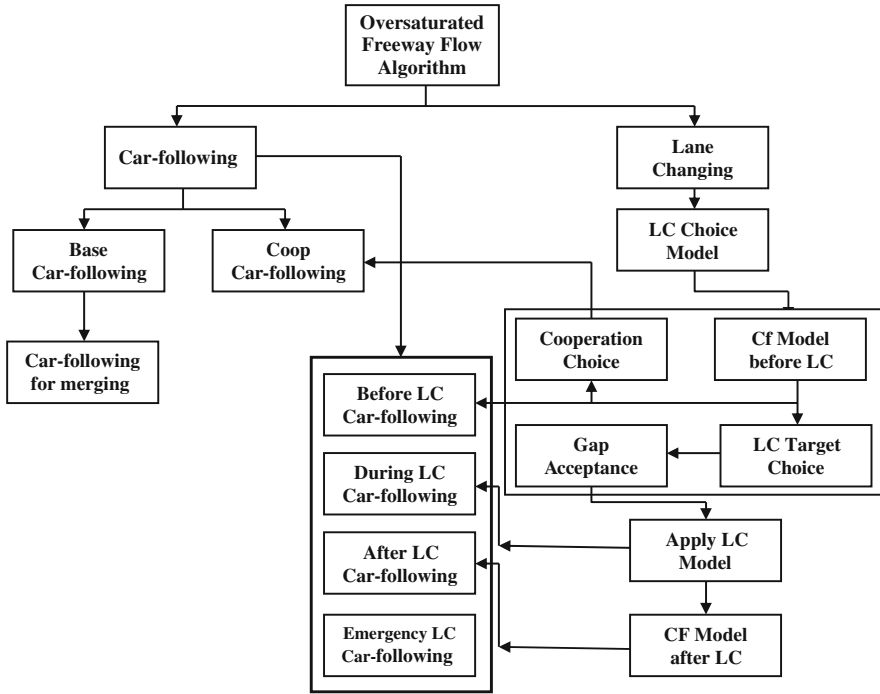 Oversaturated
Freeway Flow
Algorithm
Car-following
Lane
Changing
Base
Car-following
Coop
Car-following
LC Choice
Model
Car-following
for merging
Cooperation
Choice
Cf Model
before LC
Before LC
Car-following
Gap
Acceptance
LC Target
Choice
During LC
Car-following
Apply LC
Model
After LC
Car-following
Emergency LC
Car-following
CF Model
after LC